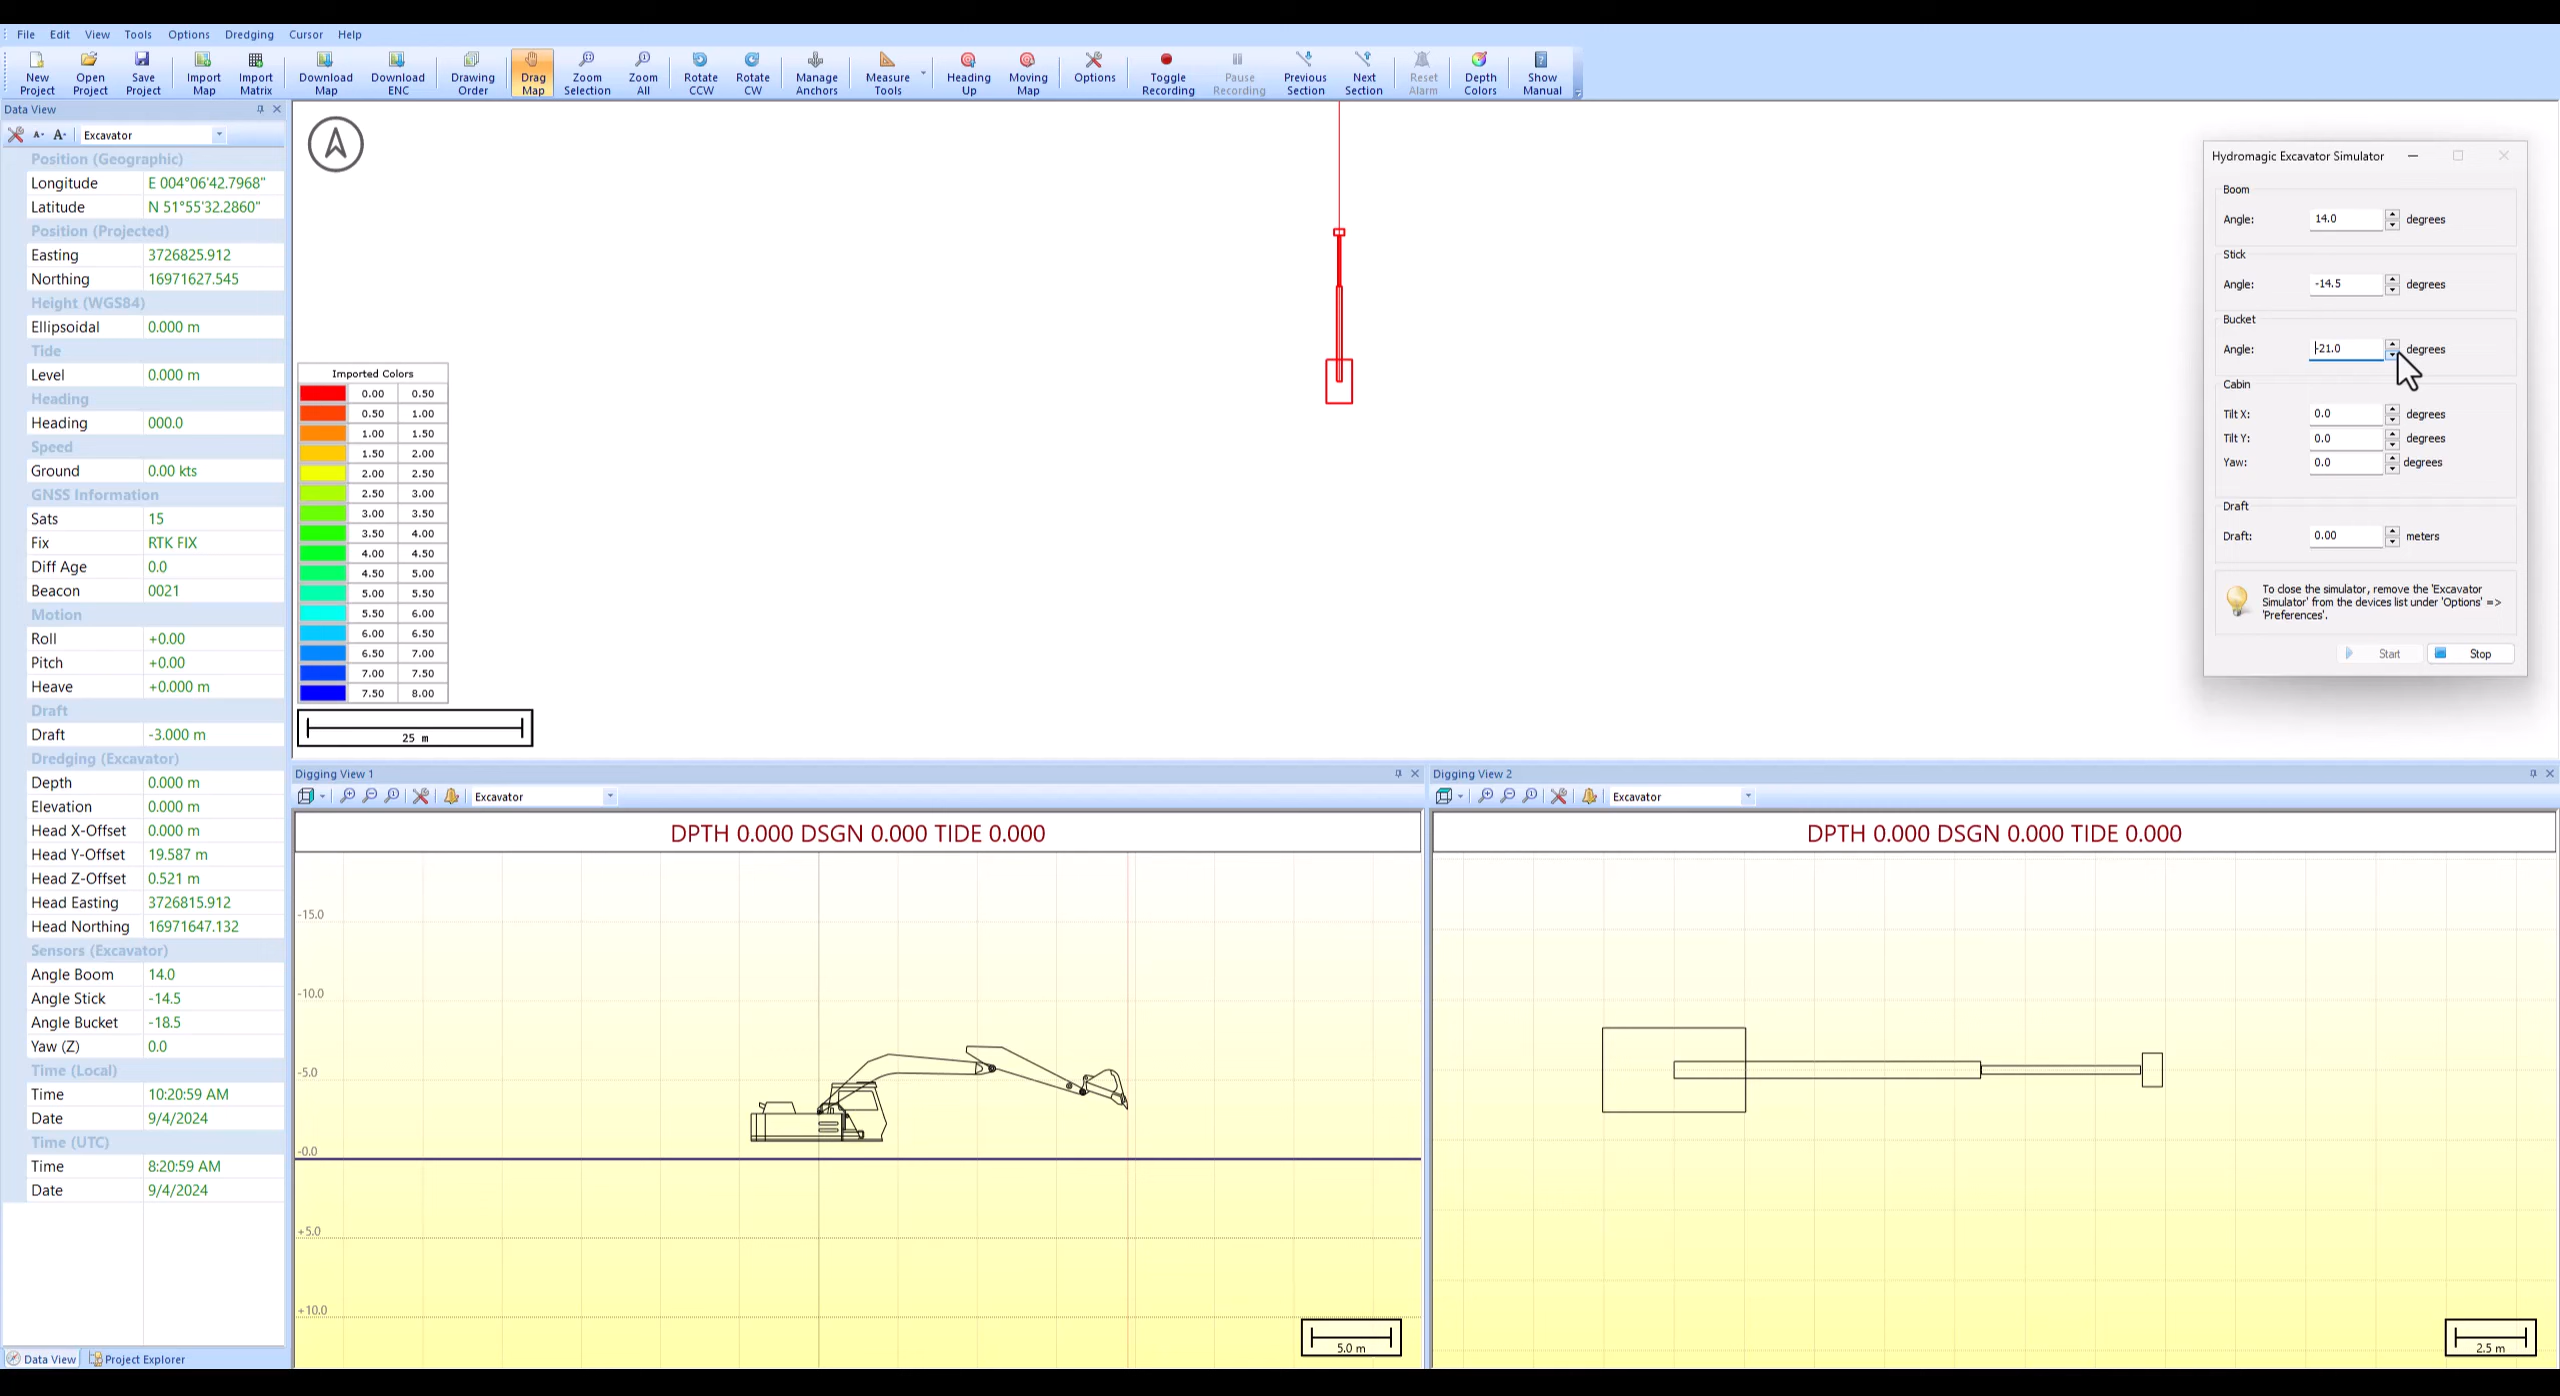 File Edit View Tools Options Dredging Cursor Help
New Project
Open Project
Save Project
Import Map
Import Matrix
Download Map
Download ENC
Drawing Order
Drag Map
Zoom Selection
Zoom All
Rotate CCW
Rotate CW
Manage Anchors
Measure Tools
Heading Up
Moving Map
Options
Toggle Recording
Pause Recording
Previous Section
Next Section
Reset Alarm
Depth Colors
Show Manual
Data View
Excavator
Position (Geographic)
Longitude E 004°06'42.7968"
Latitude N 51°55'32.2860"
Position (Projected)
Easting 3726825.912
Northing 16971627.545
Height (WGS84)
Ellipsoidal 0.000 m
Tide
Level 0.000 m
Heading
Heading 000.0
Speed
Ground 0.00 kts
GNSS Information
Sats 15
Fix RTK FIX
Diff Age 0.0
Beacon 0021
Motion
Roll +0.00
Pitch +0.00
Heave +0.000 m
Draft
Draft -3.000 m
Dredging (Excavator)
Depth 0.000 m
Elevation 0.000 m
Head X-Offset 0.000 m
Head Y-Offset 19.587 m
Head Z-Offset 0.521 m
Head Easting 3726815.912
Head Northing 16971647.132
Sensors (Excavator)
Angle Boom 14.0
Angle Stick -14.5
Angle Bucket -18.5
Yaw (Z) 0.0
Time (Local)
Time 10:20:59 AM
Date 9/4/2024
Time (UTC)
Time 8:20:59 AM
Date 9/4/2024
Data View Project Explorer
Imported Colors
0.00 0.50
0.50 1.00
1.00 1.50
1.50 2.00
2.00 2.50
2.50 3.00
3.00 3.50
3.50 4.00
4.00 4.50
4.50 5.00
5.00 5.50
5.50 6.00
6.00 6.50
6.50 7.00
7.00 7.50
7.50 8.00
25 m
Hydromagic Excavator Simulator
Boom
Angle: 14.0 degrees
Stick
Angle: -14.5 degrees
Bucket
Angle: -21.0 degrees
Cabin
Tilt X: 0.0 degrees
Tilt Y: 0.0 degrees
Yaw: 0.0 degrees
Draft
Draft: 0.00 meters
To close the simulator, remove the 'Excavator
Simulator' from the devices list under 'Options' =>
'Preferences'.
Start Stop
Digging View 1
Excavator
DPTH 0.000 DSGN 0.000 TIDE 0.000
-15.0
-10.0
-5.0
-0.0
+5.0
+10.0
5.0 m
Digging View 2
Excavator
DPTH 0.000 DSGN 0.000 TIDE 0.000
2.5 m